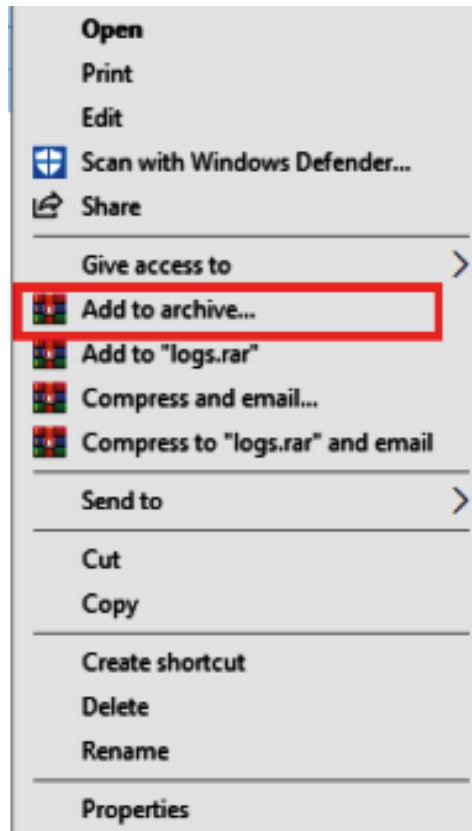 Open
Print
Edit
Scan with Windows Defender...
Share
Give access to
Add to archive...
Add to "logs.rar"
Compress and email...
Compress to "logs.rar" and email
Send to
Cut
Copy
Create shortcut
Delete
Rename
Properties